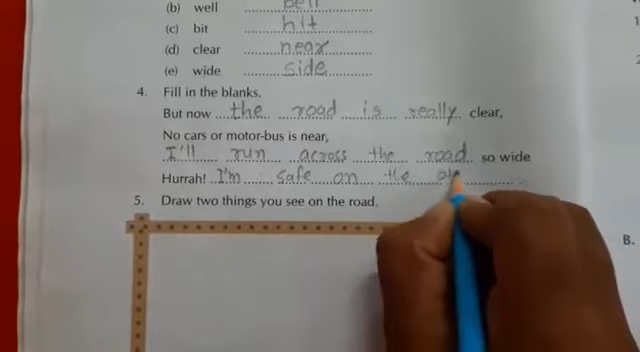 (b) well bell
(c) bit hit
(d) clear near
(e) wide side
4. Fill in the blanks.
But now the road is really clear,
No cars or motor-bus is near,
I'll run across the road so wide
Hurrah! I'm safe on the
5. Draw two things you see on the road.
B.